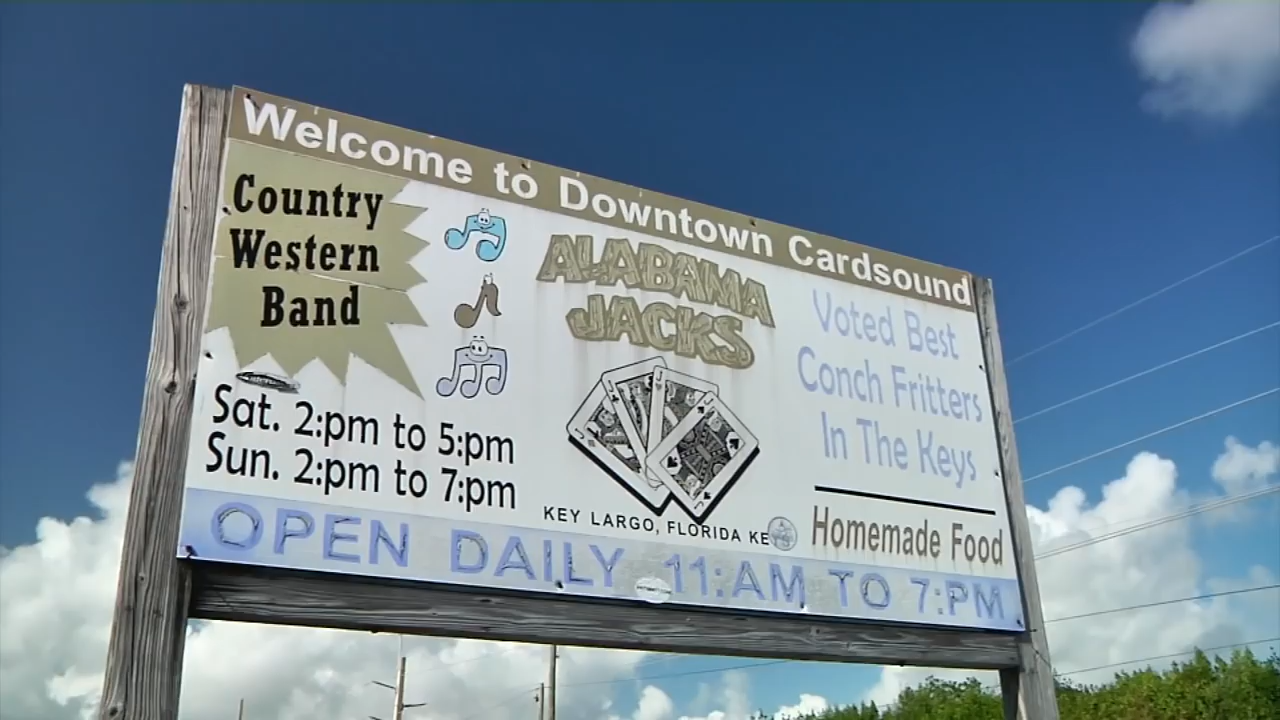 Welcome to Downtown Cardsound
Country
Western
Band
Sat. 2:pm to 5:pm
Sun. 2:pm to 7:pm
ALABAMA
JACKS
KEY LARGO, FLORIDA KE
Voted Best
Conch Fritters
In The Keys
Homemade Food
OPEN DAILY 11:AM TO 7:PM